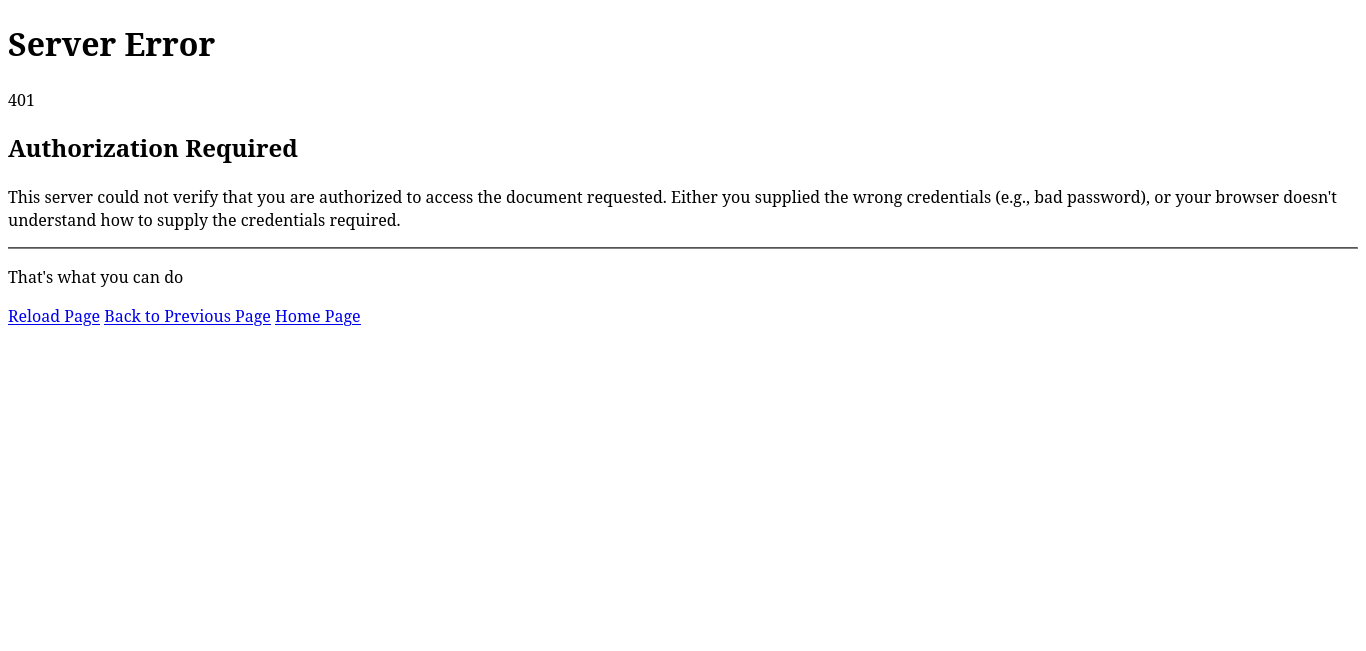 Server Error
401
Authorization Required
This server could not verify that you are authorized to access the document requested. Either you supplied the wrong credentials (e.g., bad password), or your browser doesn't
understand how to supply the credentials required.
That's what you can do
Reload Page Back to Previous Page Home Page